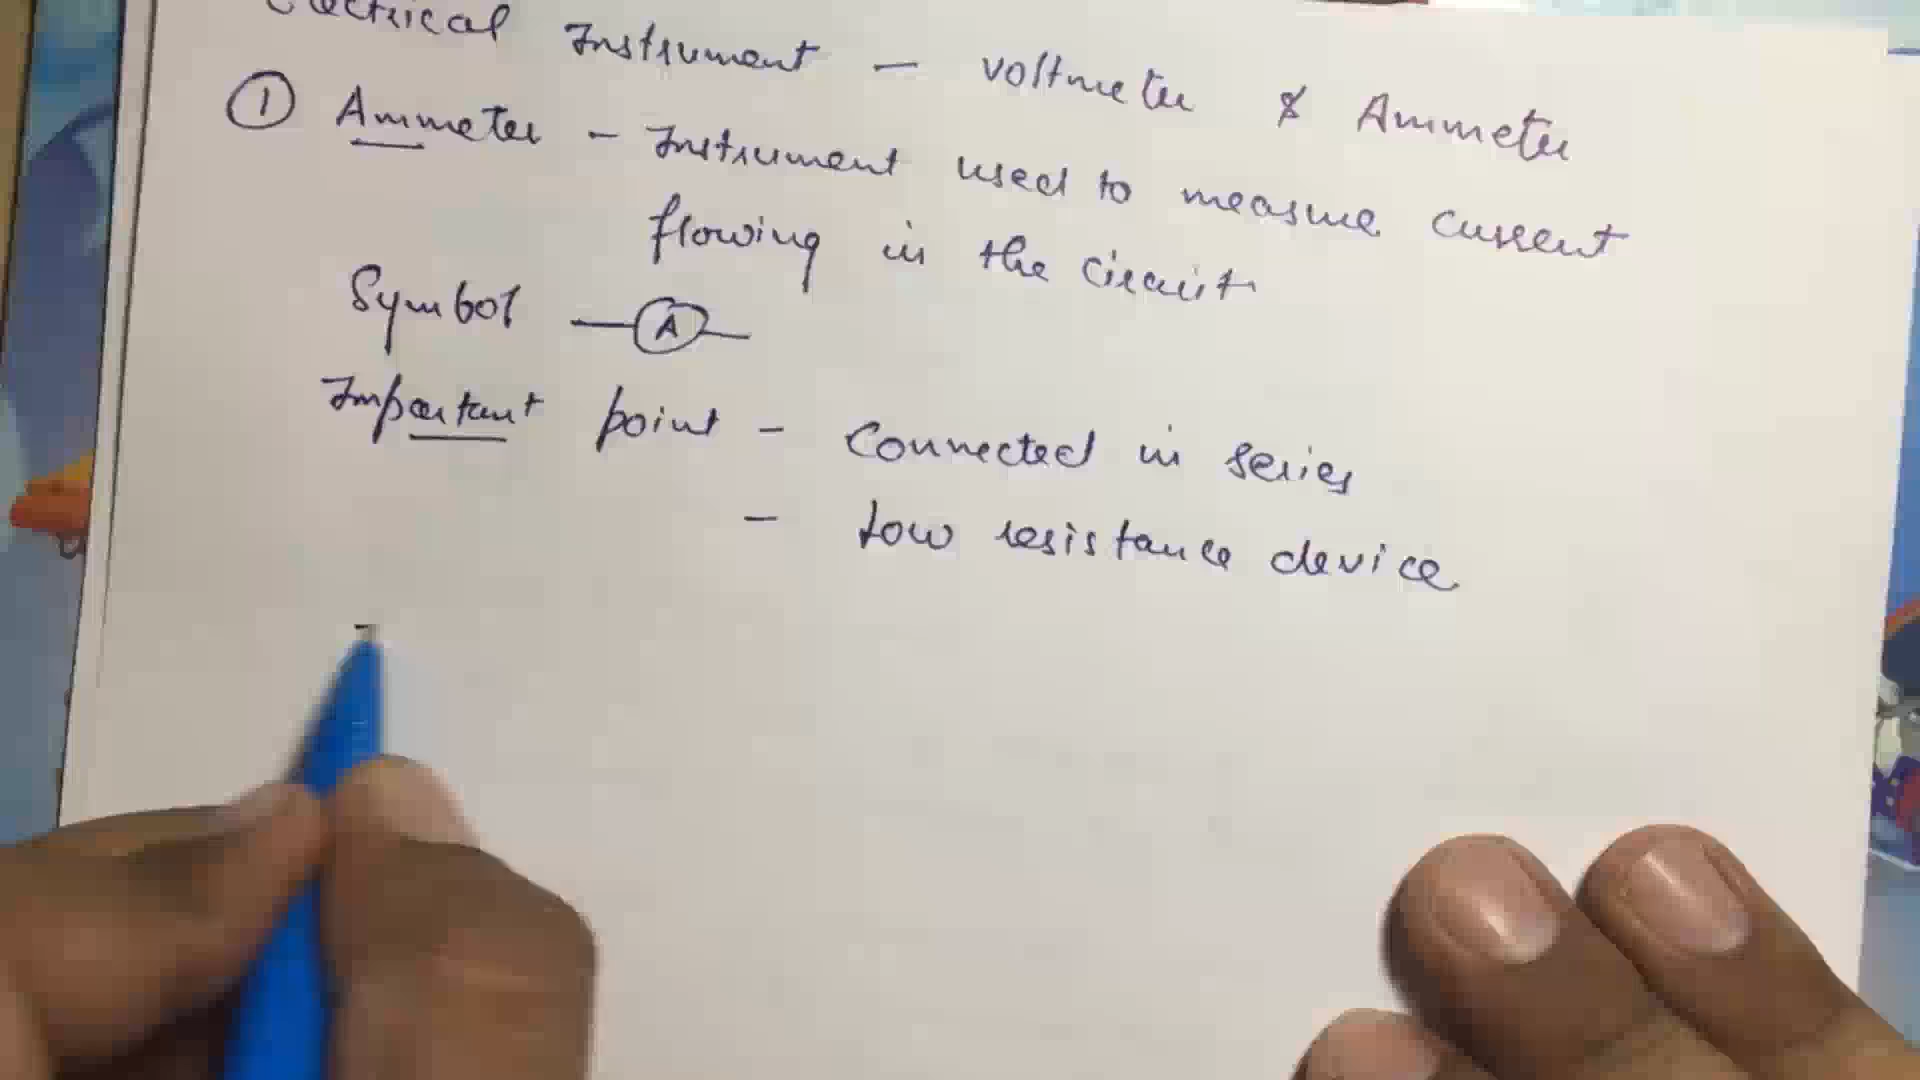 Electrical Instrument - voltmeter & Ammeter
① Ammeter - Instrument used to measure current
flowing in the circuit
Symbol A
Important point - Connected in series
- Low resistance device